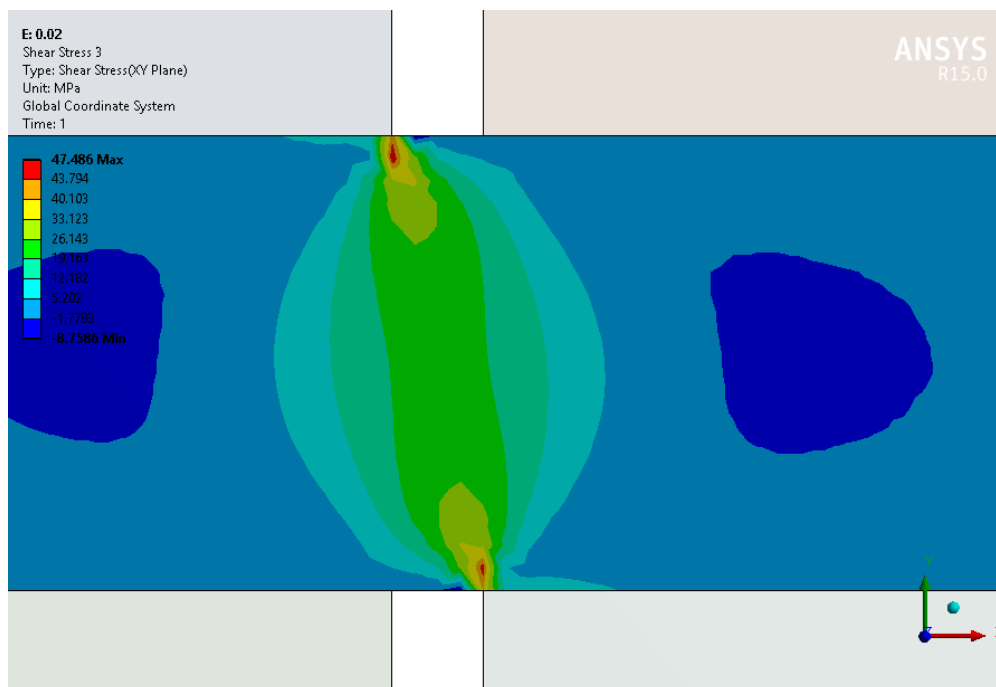 E: 0.02
Shear Stress 3
Type: Shear Stress(XY Plane)
Unit: MPa
Global Coordinate System
Time: 1
ANSYS
R15.0
47.486 Max
43.794
40.103
33.123
26.143
19.163
12.182
5.202
-1.7783
-8.7586 Min
Y